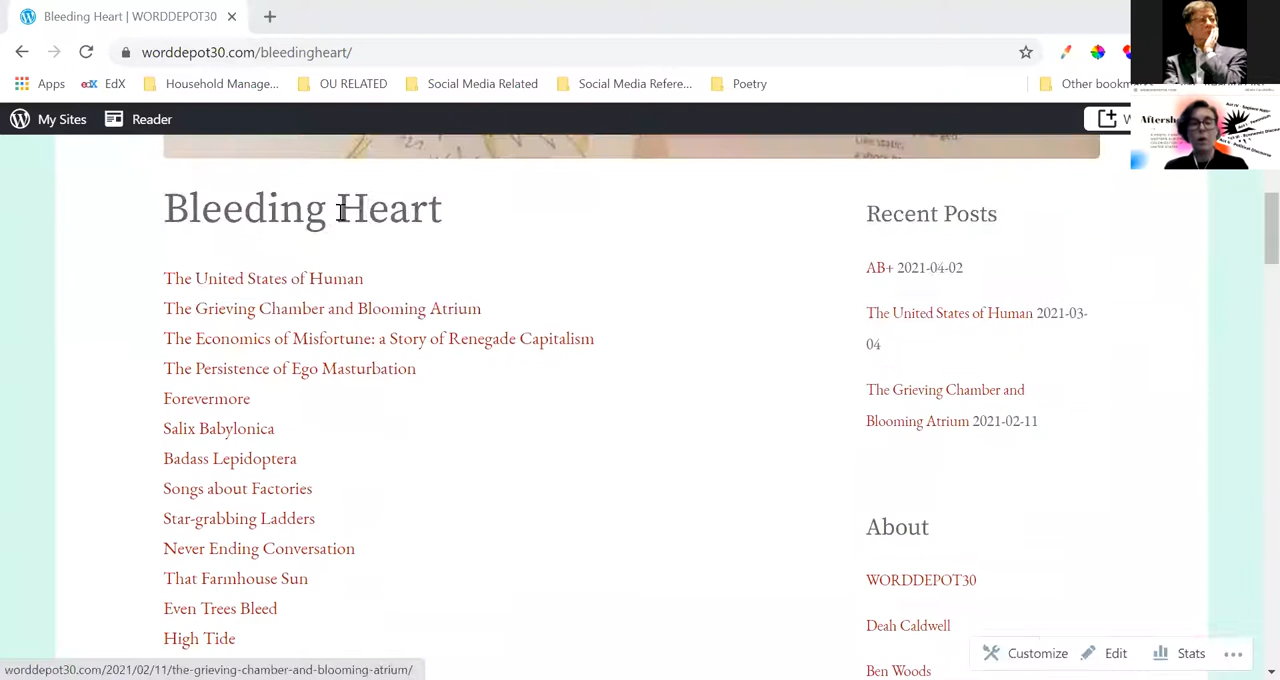 Bleeding Heart | WORDDEPOT30
worddepot30.com/bleedingheart/
Apps EdX Household Manage... OU RELATED Social Media Related Social Media Refere... Poetry Other bookm
My Sites Reader
Bleeding Heart
The United States of Human
The Grieving Chamber and Blooming Atrium
The Economics of Misfortune: a Story of Renegade Capitalism
The Persistence of Ego Masturbation
Forevermore
Salix Babylonica
Badass Lepidoptera
Songs about Factories
Star-grabbing Ladders
Never Ending Conversation
That Farmhouse Sun
Even Trees Bleed
High Tide
Recent Posts
AB+ 2021-04-02
The United States of Human 2021-03-
04
The Grieving Chamber and
Blooming Atrium 2021-02-11
About
WORDDEPOT30
Deah Caldwell
Ben Woods
Customize Edit Stats
worddepot30.com/2021/02/11/the-grieving-chamber-and-blooming-atrium/